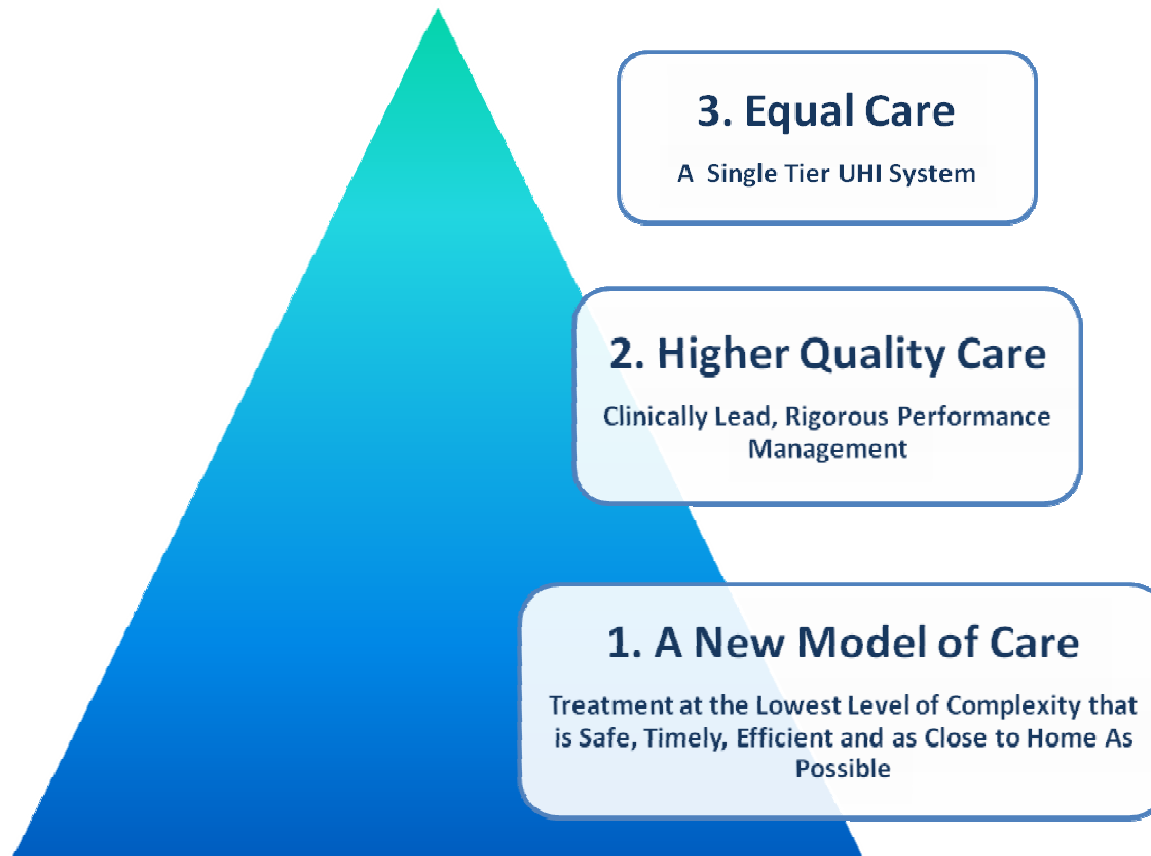 3. Equal Care
A Single Tier UHI System
2. Higher Quality Care
Clinically Lead, Rigorous Performance
Management
1. A New Model of Care
Treatment at the Lowest Level of Complexity that
is Safe, Timely, Efficient and as Close to Home As
Possible